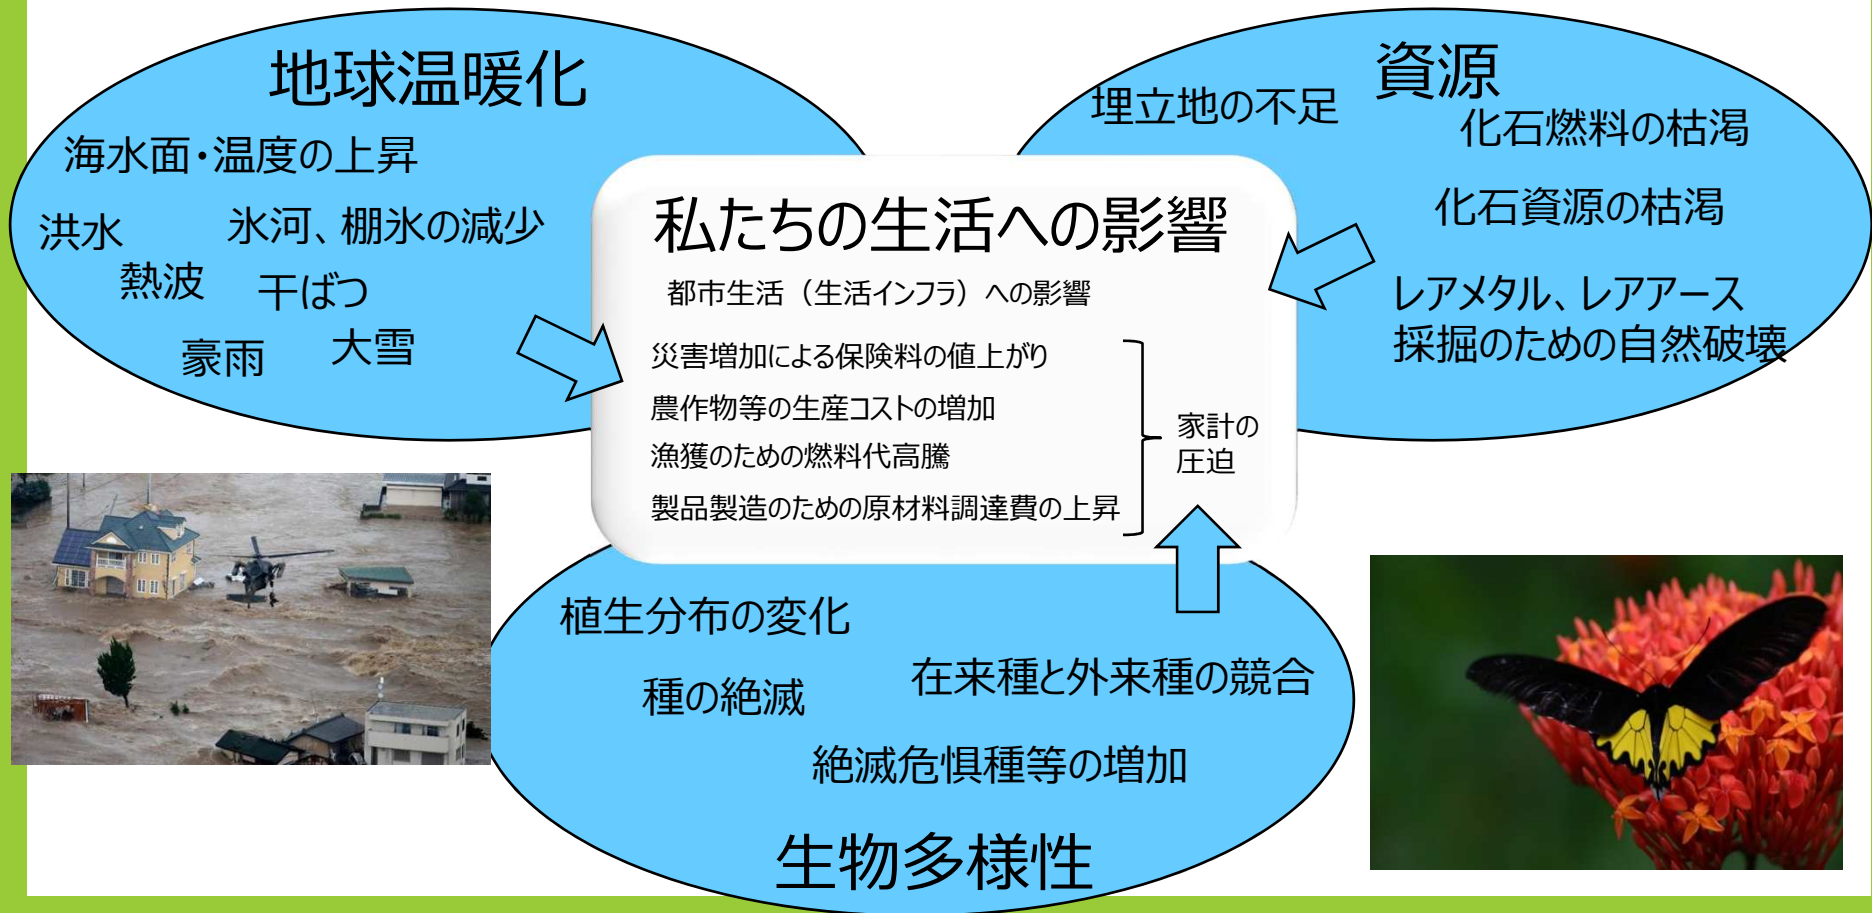 地球温暖化
海水面・温度の上昇
洪水
氷河、棚氷の減少
熱波
干ばつ
豪雨
大雪
資源
埋立地の不足
化石燃料の枯渇
化石資源の枯渇
レアメタル、レアアース
採掘のための自然破壊
私たちの生活への影響
都市生活（生活インフラ）への影響
災害増加による保険料の値上がり
農作物等の生産コストの増加
漁獲のための燃料代高騰
製品製造のための原材料調達費の上昇
家計の
圧迫
植生分布の変化
種の絶滅
在来種と外来種の競合
絶滅危惧種等の増加
生物多様性